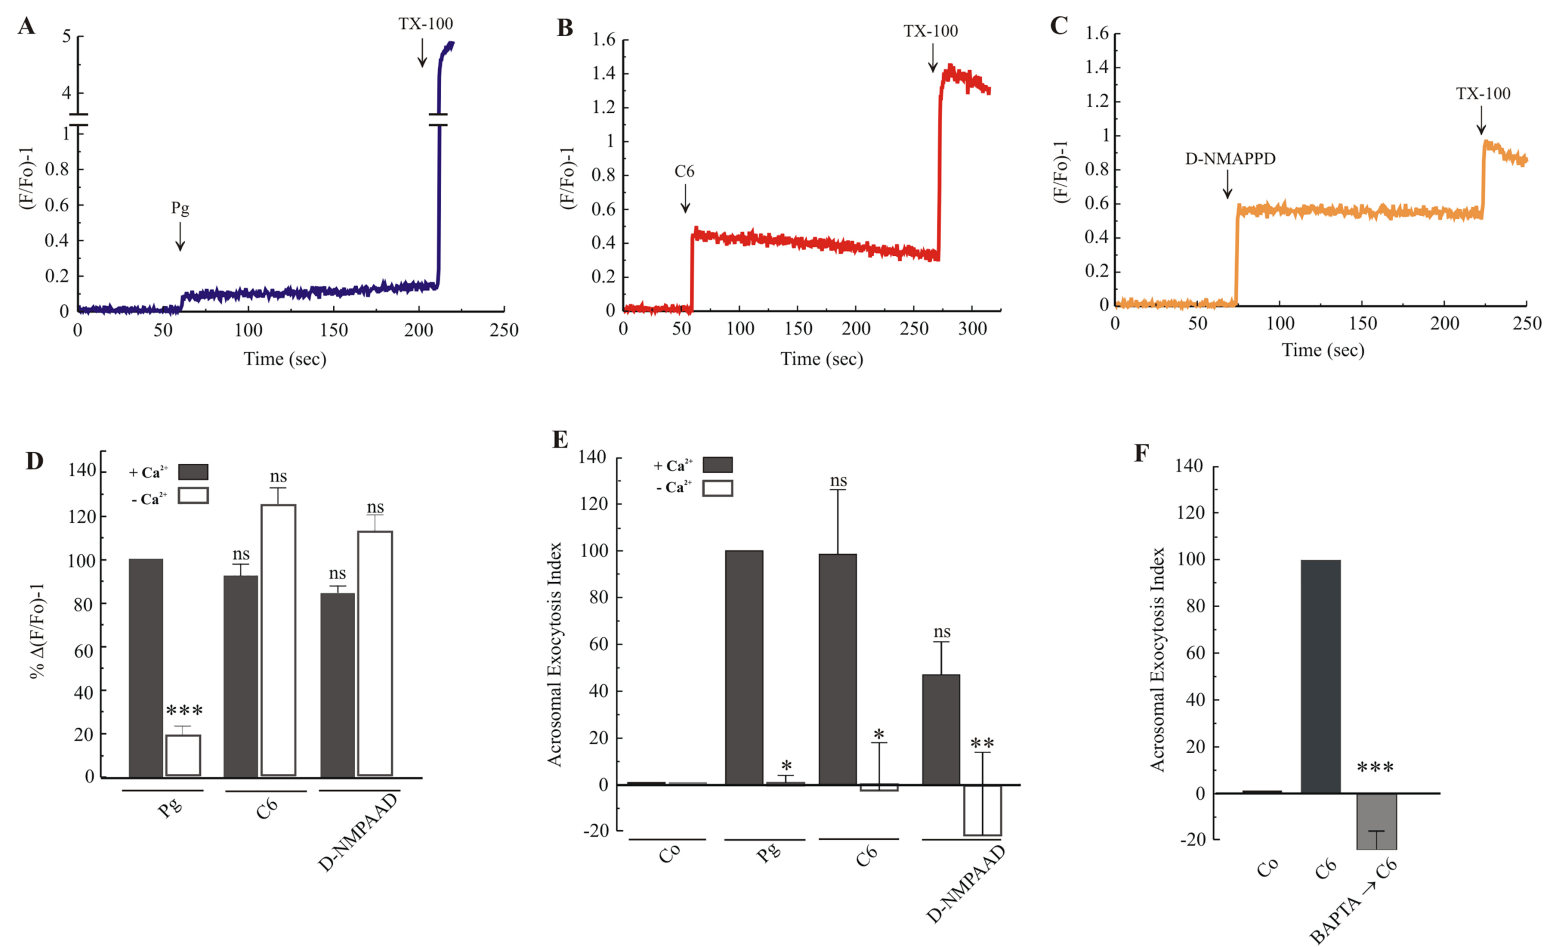 A
TX-100
5
4
1
0.8
0.6
0.4
0.2
0
(F/Fo)-1
Pg
0 50 100 150 200 250
Time (sec)
B
TX-100
1.6
1.4
1.2
1
0.8
0.6
0.4
0.2
0
(F/Fo)-1
C6
0 50 100 150 200 250 300
Time (sec)
C
TX-100
1.6
1.4
1.2
1
0.8
0.6
0.4
0.2
0
(F/Fo)-1
D-NMAPPD
0 50 100 150 200 250
Time (sec)
D
+ Ca²⁺
- Ca²⁺
140
120
100
80
60
40
20
0
% Δ(F/Fo)-1
***
ns
ns
ns
ns
Pg
C6
D-NMPAAD
E
+ Ca²⁺
- Ca²⁺
140
120
100
80
60
40
20
0
-20
Acrosomal Exocytosis Index
*
ns
*
ns
**
Co
Pg
C6
D-NMPAAD
F
140
120
100
80
60
40
20
0
-20
Acrosomal Exocytosis Index
***
Co
C6
BAPTA → C6